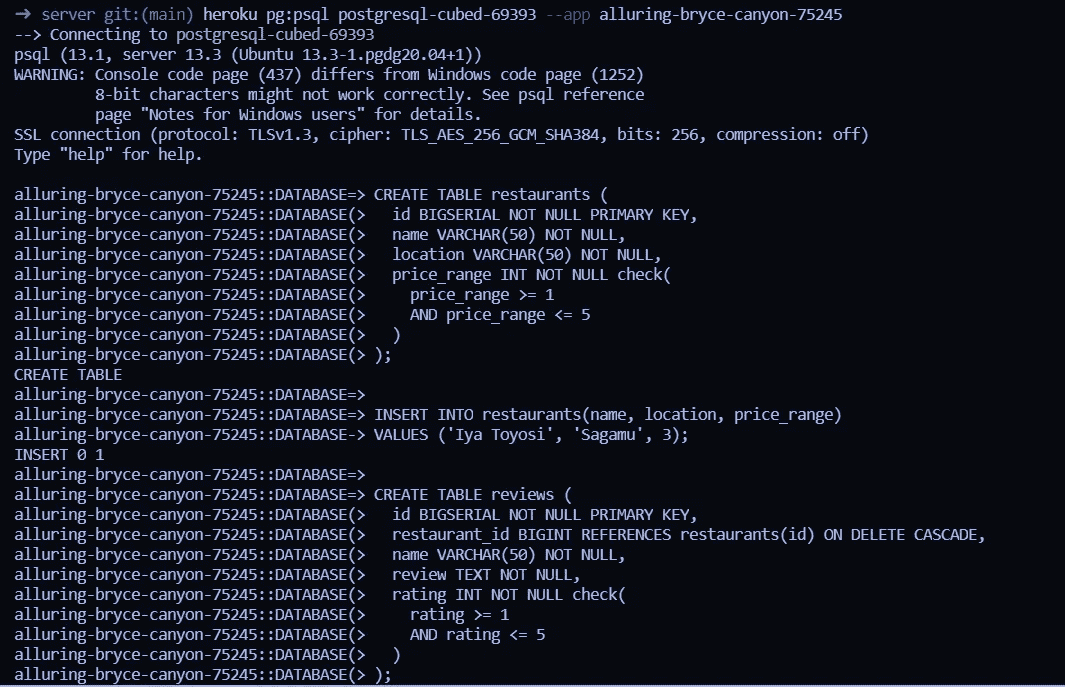 → server git:(main) heroku pg:psql postgresql-cubed-69393 --app alluring-bryce-canyon-75245
--> Connecting to postgresql-cubed-69393
psql (13.1, server 13.3 (Ubuntu 13.3-1.pgdg20.04+1))
WARNING: Console code page (437) differs from Windows code page (1252)
         8-bit characters might not work correctly. See psql reference
         page "Notes for Windows users" for details.
SSL connection (protocol: TLSv1.3, cipher: TLS_AES_256_GCM_SHA384, bits: 256, compression: off)
Type "help" for help.

alluring-bryce-canyon-75245::DATABASE=> CREATE TABLE restaurants (
alluring-bryce-canyon-75245::DATABASE(>   id BIGSERIAL NOT NULL PRIMARY KEY,
alluring-bryce-canyon-75245::DATABASE(>   name VARCHAR(50) NOT NULL,
alluring-bryce-canyon-75245::DATABASE(>   location VARCHAR(50) NOT NULL,
alluring-bryce-canyon-75245::DATABASE(>   price_range INT NOT NULL check(
alluring-bryce-canyon-75245::DATABASE(>     price_range >= 1
alluring-bryce-canyon-75245::DATABASE(>     AND price_range <= 5
alluring-bryce-canyon-75245::DATABASE(>   )
alluring-bryce-canyon-75245::DATABASE(> );
CREATE TABLE
alluring-bryce-canyon-75245::DATABASE=>
alluring-bryce-canyon-75245::DATABASE=> INSERT INTO restaurants(name, location, price_range)
alluring-bryce-canyon-75245::DATABASE-> VALUES ('Iya Toyosi', 'Sagamu', 3);
INSERT 0 1
alluring-bryce-canyon-75245::DATABASE=>
alluring-bryce-canyon-75245::DATABASE=> CREATE TABLE reviews (
alluring-bryce-canyon-75245::DATABASE(>   id BIGSERIAL NOT NULL PRIMARY KEY,
alluring-bryce-canyon-75245::DATABASE(>   restaurant_id BIGINT REFERENCES restaurants(id) ON DELETE CASCADE,
alluring-bryce-canyon-75245::DATABASE(>   name VARCHAR(50) NOT NULL,
alluring-bryce-canyon-75245::DATABASE(>   review TEXT NOT NULL,
alluring-bryce-canyon-75245::DATABASE(>   rating INT NOT NULL check(
alluring-bryce-canyon-75245::DATABASE(>     rating >= 1
alluring-bryce-canyon-75245::DATABASE(>     AND rating <= 5
alluring-bryce-canyon-75245::DATABASE(>   )
alluring-bryce-canyon-75245::DATABASE(> );